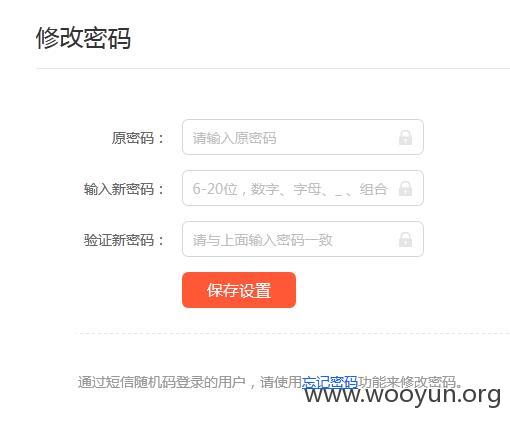 修改密码
原密码：
请输入原密码
输入新密码：
6-20位，数字、字母、_ 、组合
验证新密码：
请与上面输入密码一致
保存设置
通过短信随机码登录的用户，请使用忘记密码功能来修改密码。
www.wooyun.org